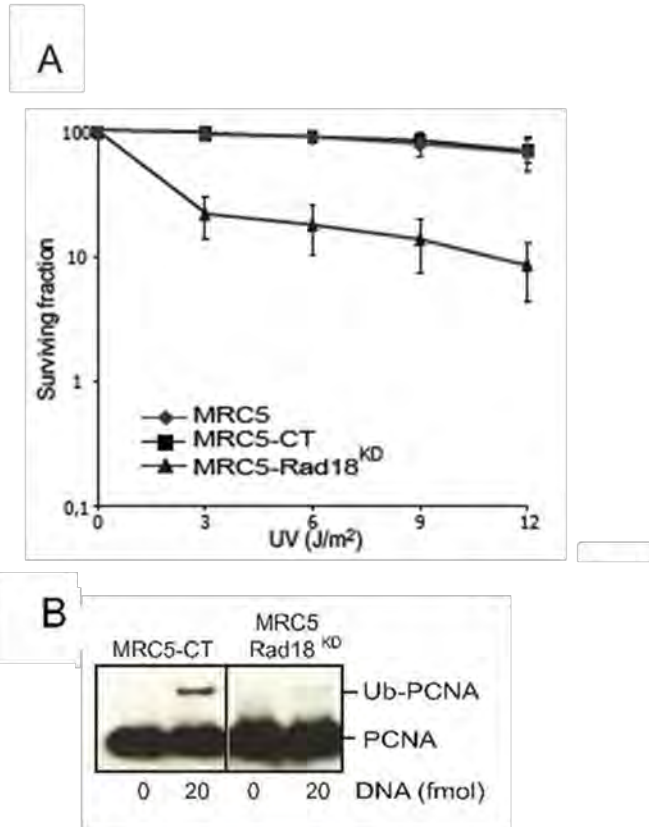 A
100
10
1
0,1
Surviving fraction
MRC5
MRC5-CT
MRC5-Rad18KD
0 3 6 9 12
UV (J/m²)
B
MRC5-CT
MRC5
Rad18 KD
Ub-PCNA
PCNA
0 20 0 20 DNA (fmol)